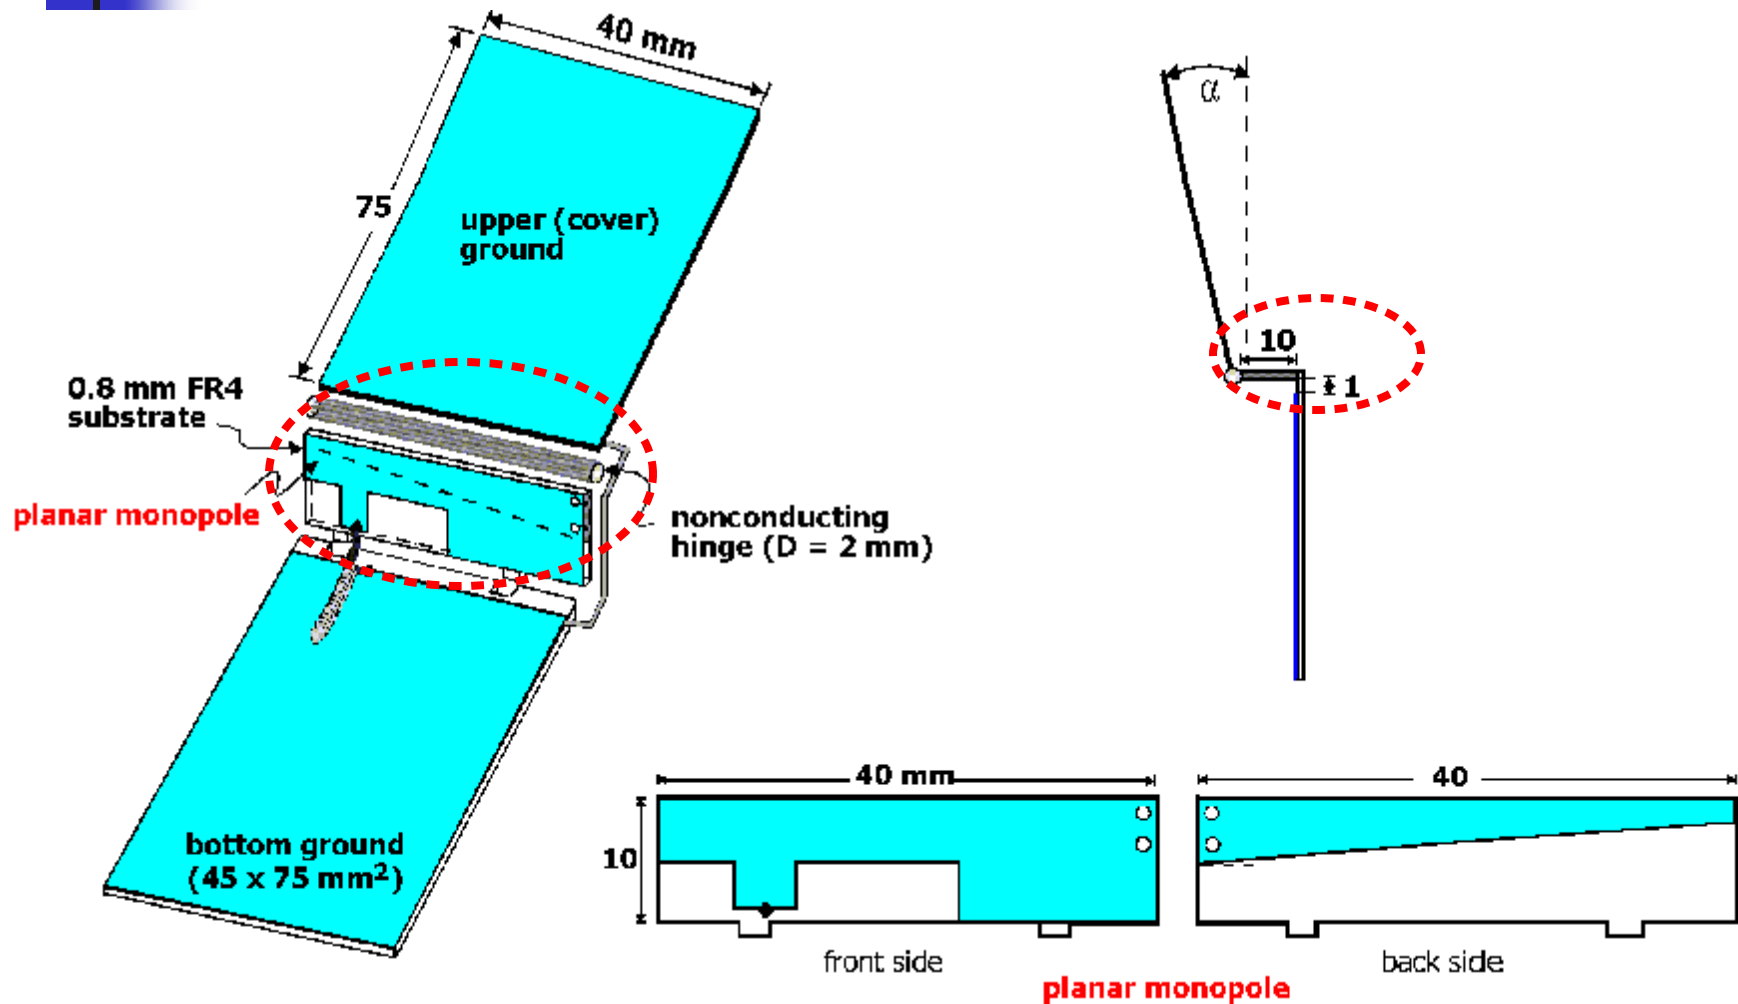 40 mm
75
upper (cover)
ground
α
10
1
0.8 mm FR4
substrate
planar monopole
nonconducting
hinge (D = 2 mm)
bottom ground
(45 x 75 mm²)
40 mm
40
10
front side
back side
planar monopole